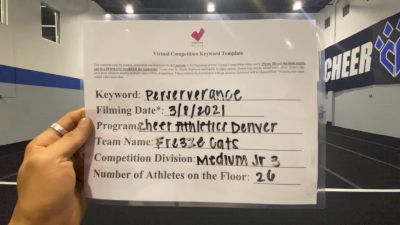 Virtual Competition Keyword Template
Keyword: Perserverance
Filming Date*: 3/8/2021
Program: Cheer Athletics Denver
Team Name: Fre3ze Cats
Competition Division: Medium Jr 3
Number of Athletes on the Floor: 26
CHEER